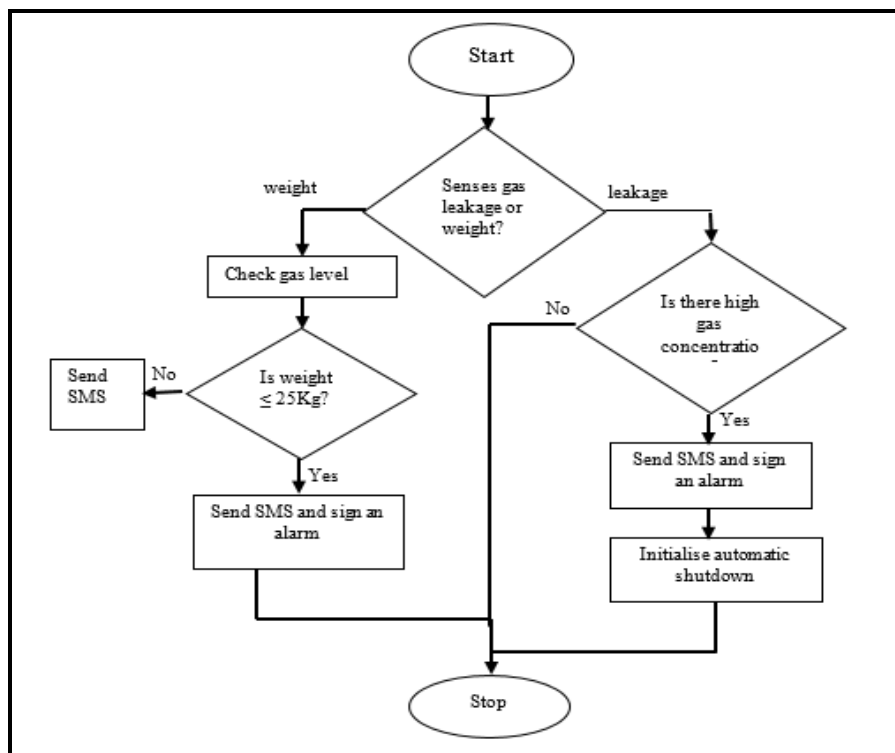 Start
Senses gas
leakage or
weight?
weight
leakage
Check gas level
Is there high
gas
concentratio
No
Is weight
≤ 25Kg?
No
Send
SMS
Yes
Yes
Send SMS and sign an
alarm
Send SMS and sign
an alarm
Initialise automatic
shutdown
Stop